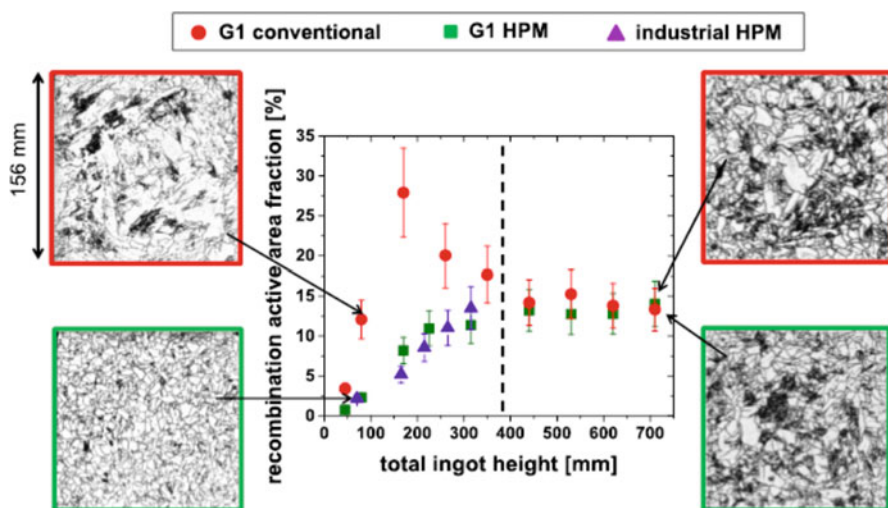 G1 conventional G1 HPM industrial HPM
156 mm
recombination active area fraction [%]
35
30
25
20
15
10
5
0
0 100 200 300 400 500 600 700
total ingot height [mm]